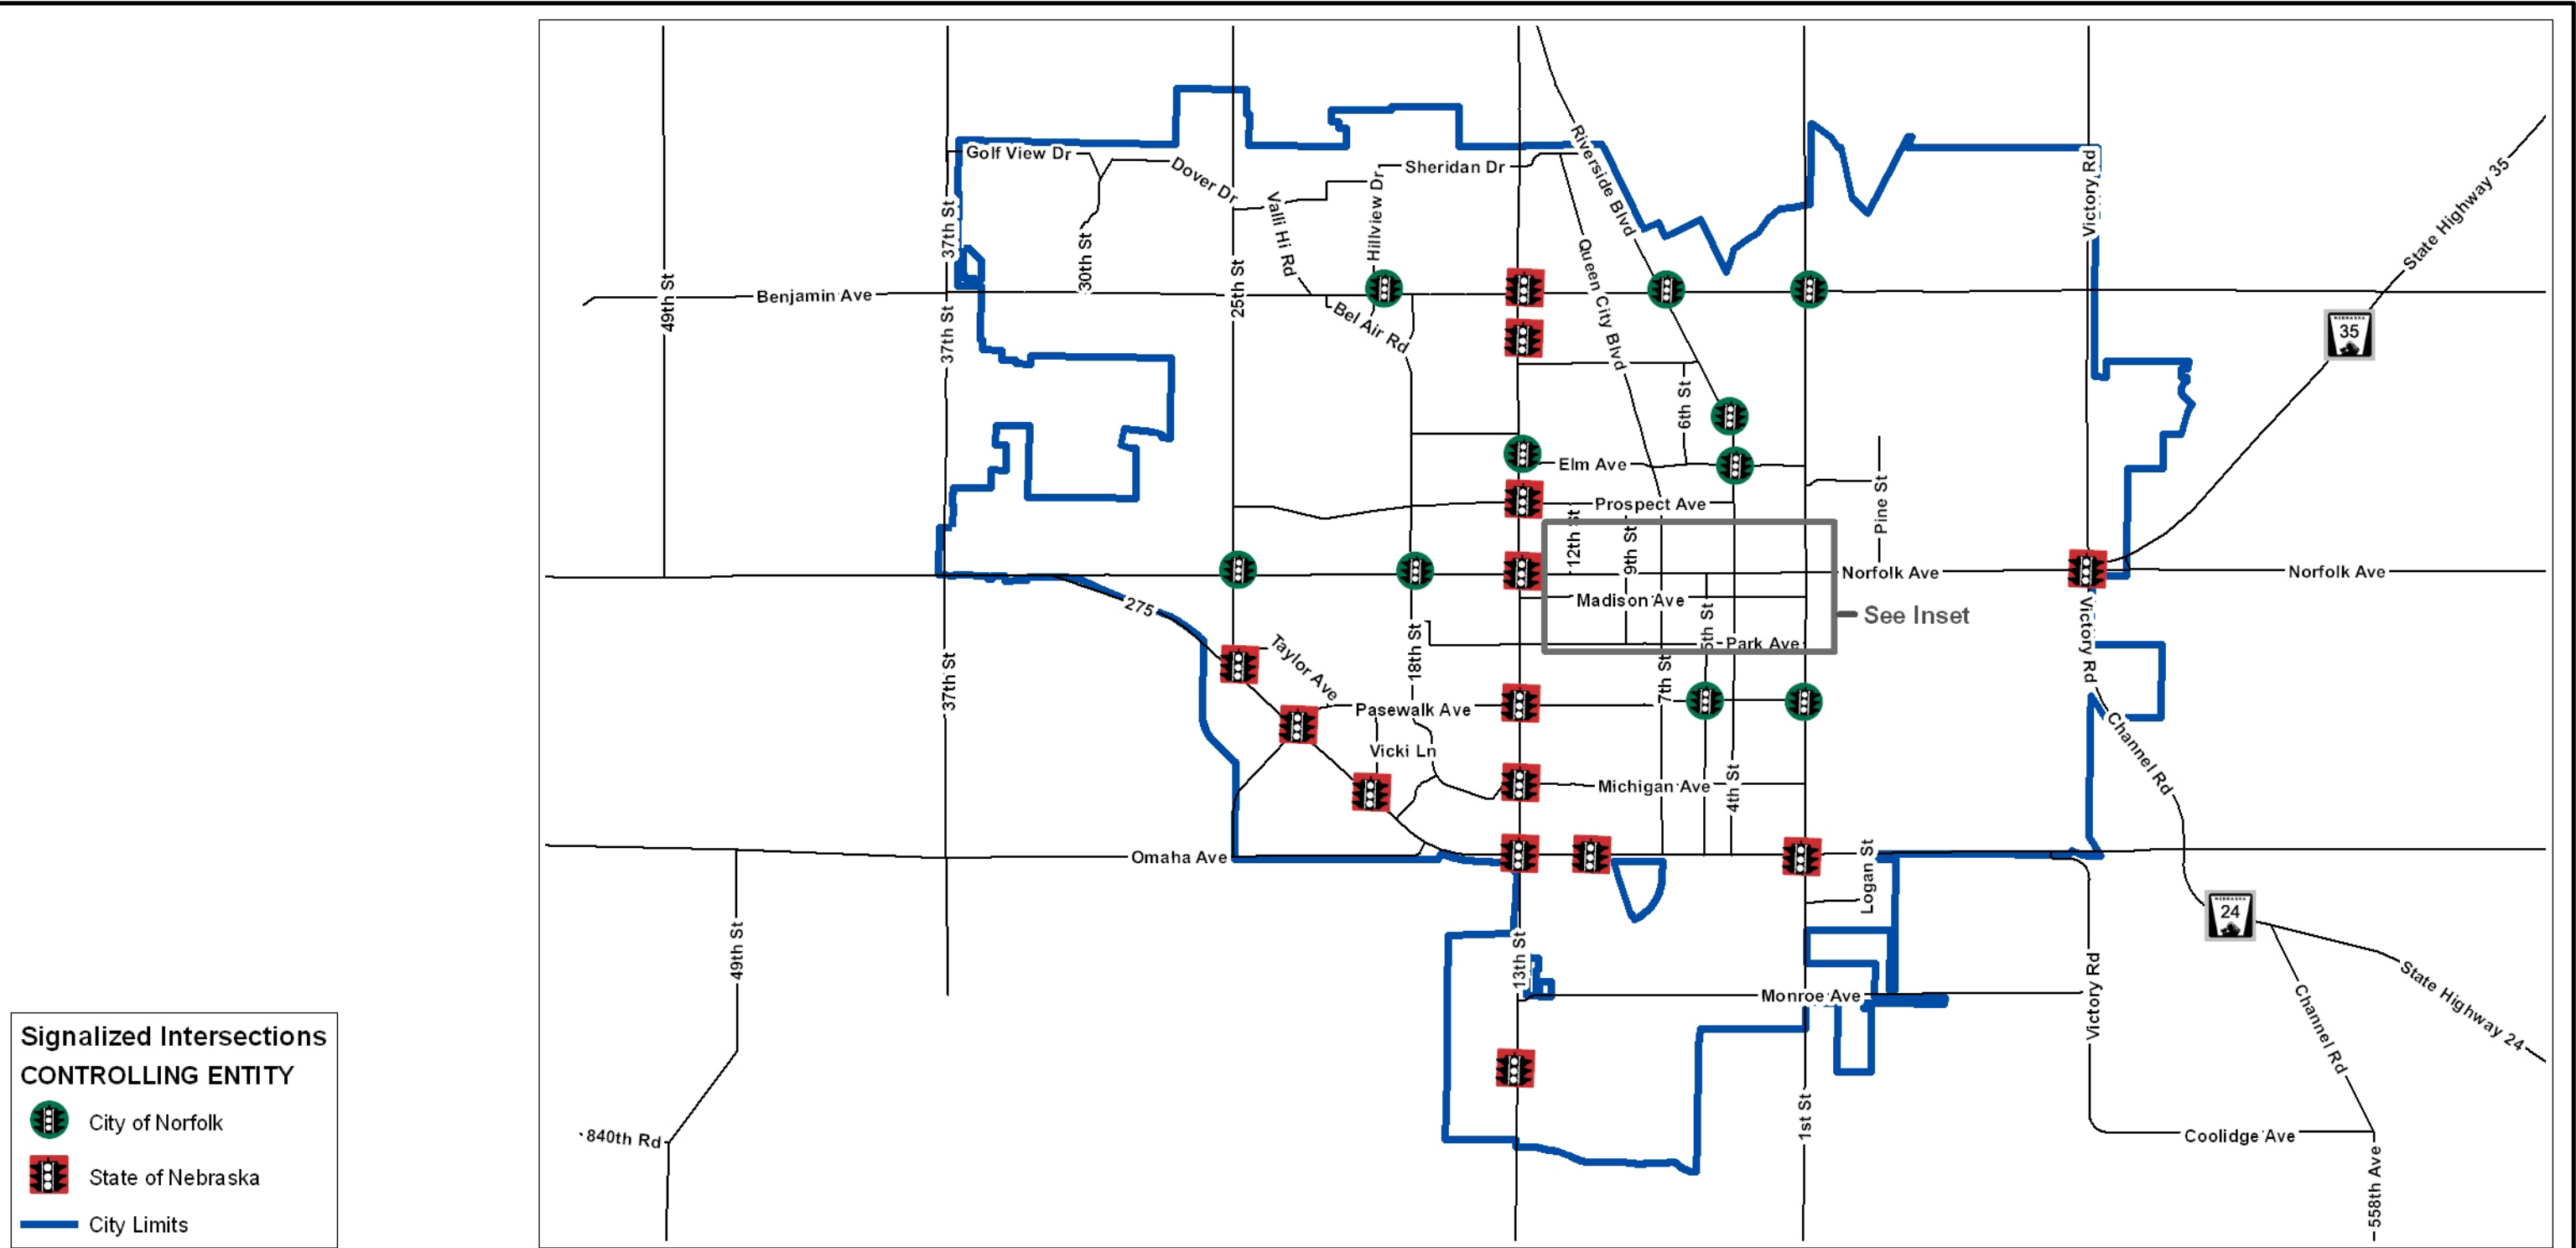 Golf View Dr
Dover Dr
Sheridan Dr
Riverside Blvd
Victory Rd
State Highway 35
37th St
30th St
Valli Hi Rd
Hillview Dr
Queen City Blvd
49th St
Benjamin Ave
25th St
37th St
Bel Air Rd
NEBRASKA
35
6th St
Elm Ave
Prospect Ave
Pine St
12th St
9th St
Norfolk Ave
Norfolk Ave
Madison Ave
See Inset
275
5th St
Park Ave
Victory Rd
Taylor Ave
18th St
37th St
7th St
Pasewalk Ave
Channel Rd
Vicki Ln
Michigan Ave
4th St
Omaha Ave
Logan St
NEBRASKA
24
49th St
13th St
Monroe Ave
Victory Rd
State Highway 24
Channel Rd
1st St
840th Rd
Coolidge Ave
558th Ave
Signalized Intersections
CONTROLLING ENTITY
City of Norfolk
State of Nebraska
City Limits